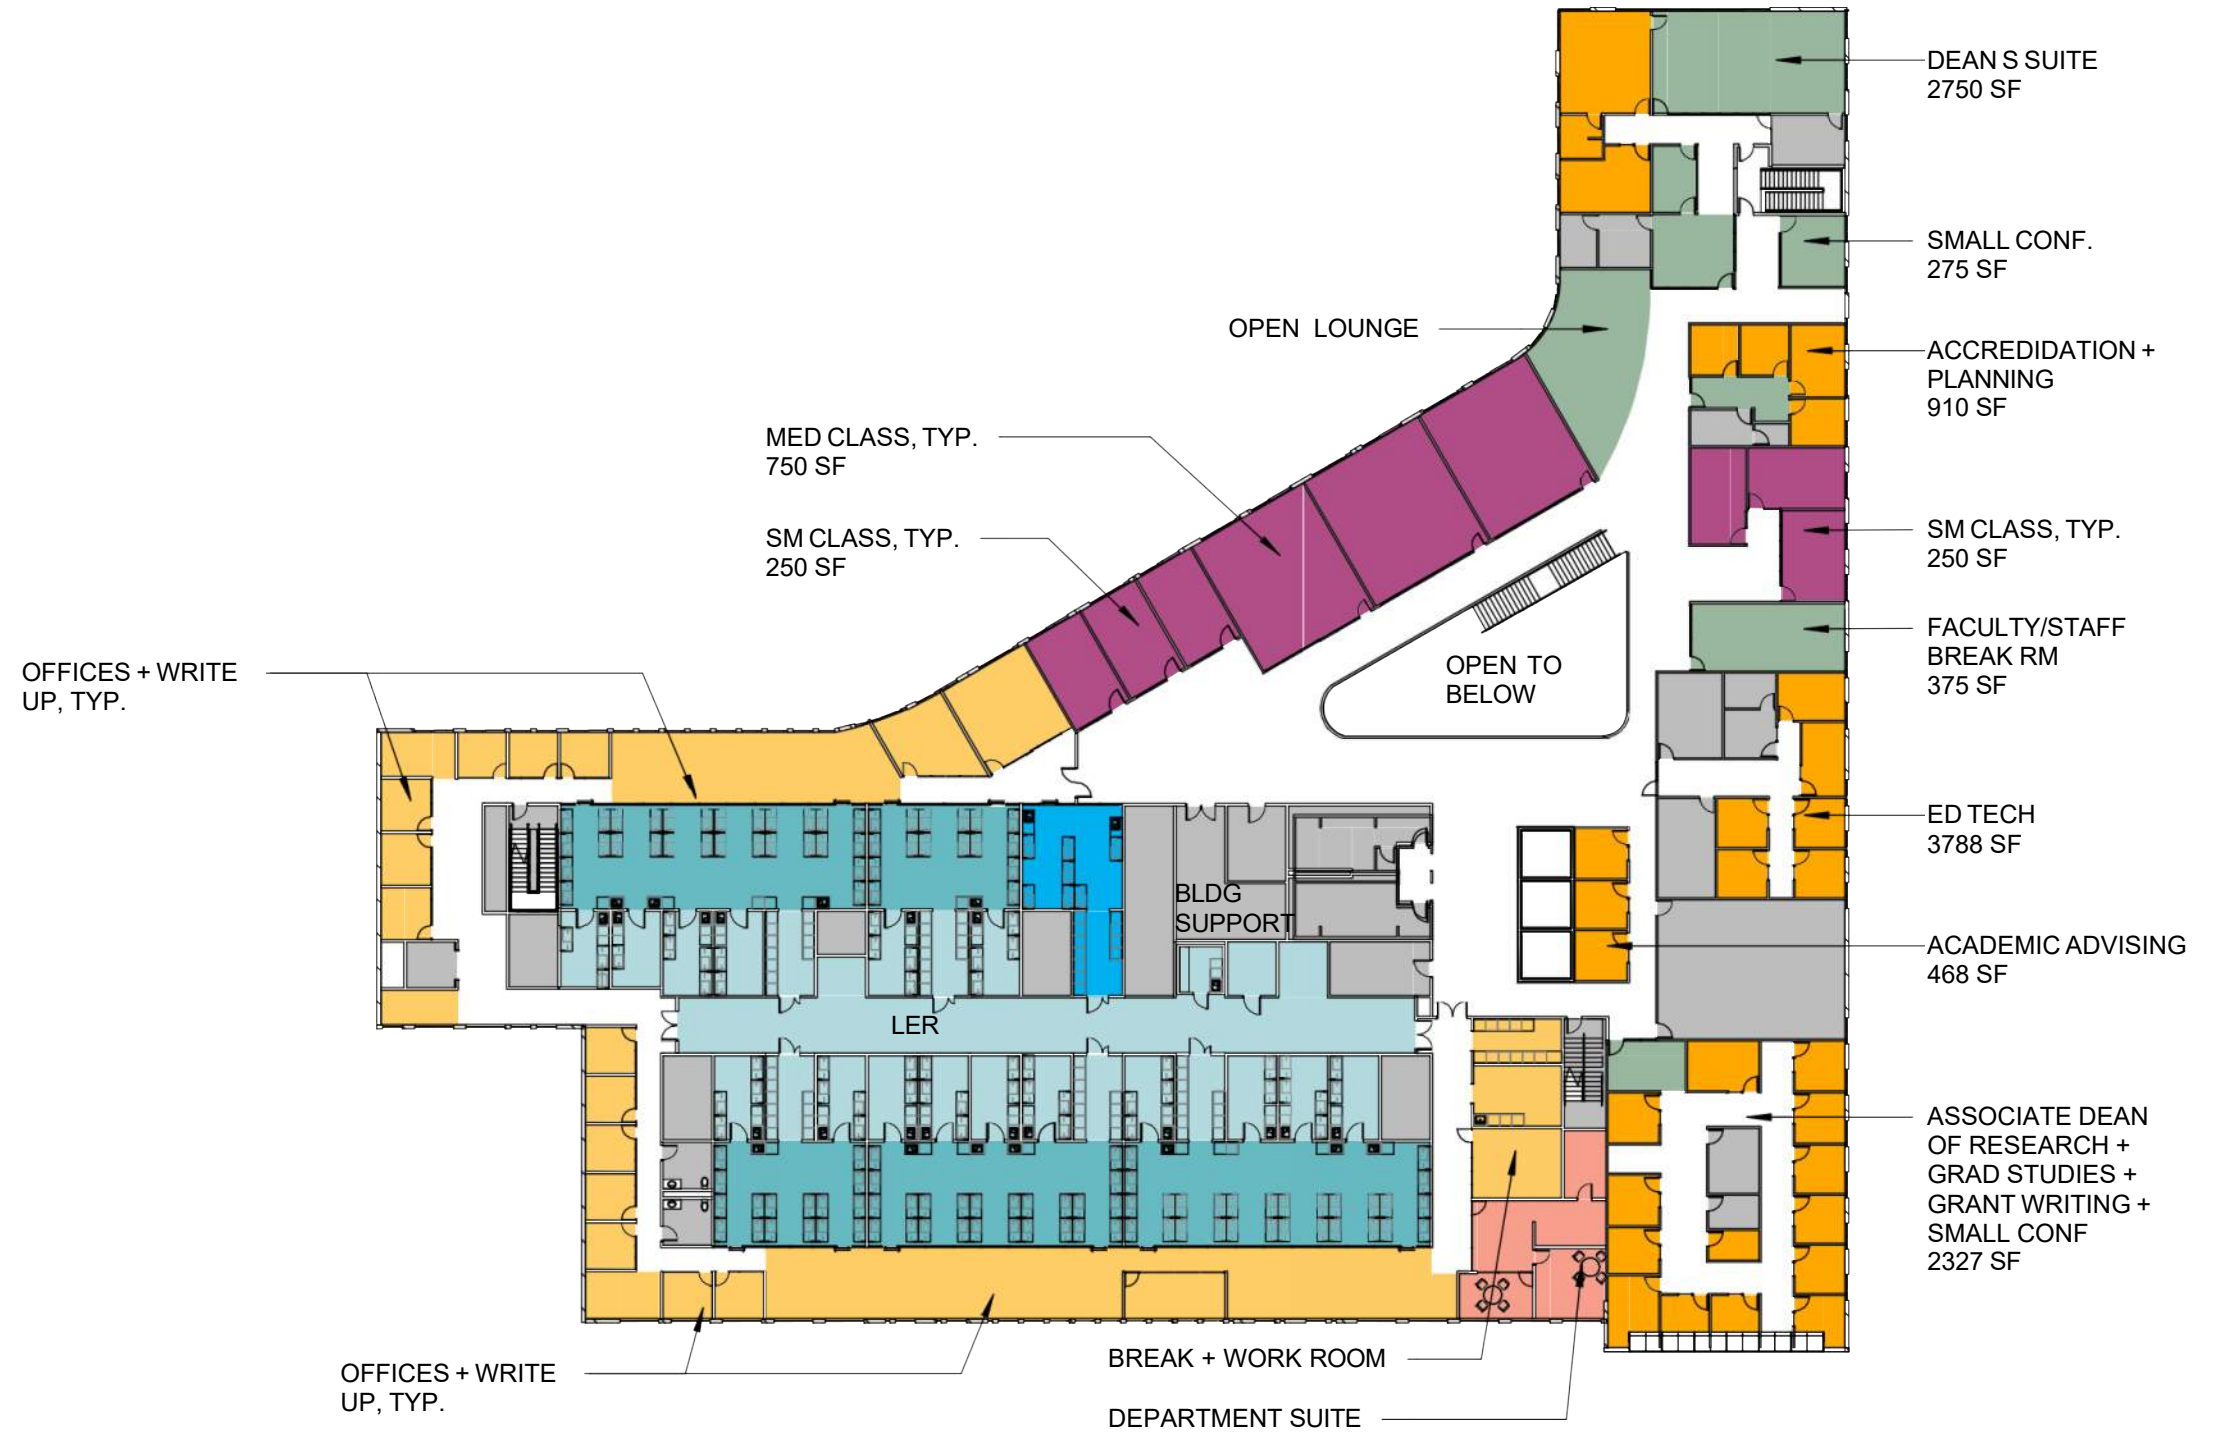 DEAN S SUITE
2750 SF
SMALL CONF.
275 SF
OPEN LOUNGE
ACCREDIDATION +
PLANNING
910 SF
MED CLASS, TYP.
750 SF
SM CLASS, TYP.
250 SF
SM CLASS, TYP.
250 SF
FACULTY/STAFF
BREAK RM
375 SF
OPEN TO
BELOW
OFFICES + WRITE
UP, TYP.
ED TECH
3788 SF
BLDG
SUPPORT
ACADEMIC ADVISING
468 SF
LER
ASSOCIATE DEAN
OF RESEARCH +
GRAD STUDIES +
GRANT WRITING +
SMALL CONF
2327 SF
OFFICES + WRITE
UP, TYP.
BREAK + WORK ROOM
DEPARTMENT SUITE